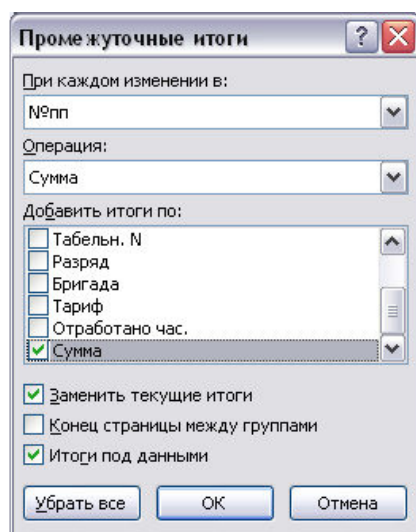 Промежуточные итоги
При каждом изменении в:
№пп
Операция:
Сумма
Добавить итоги по:
Табельн. N
Разряд
Бригада
Тариф
Отработано час.
Сумма
Заменить текущие итоги
Конец страницы между группами
Итоги под данными
Убрать все
ОК
Отмена